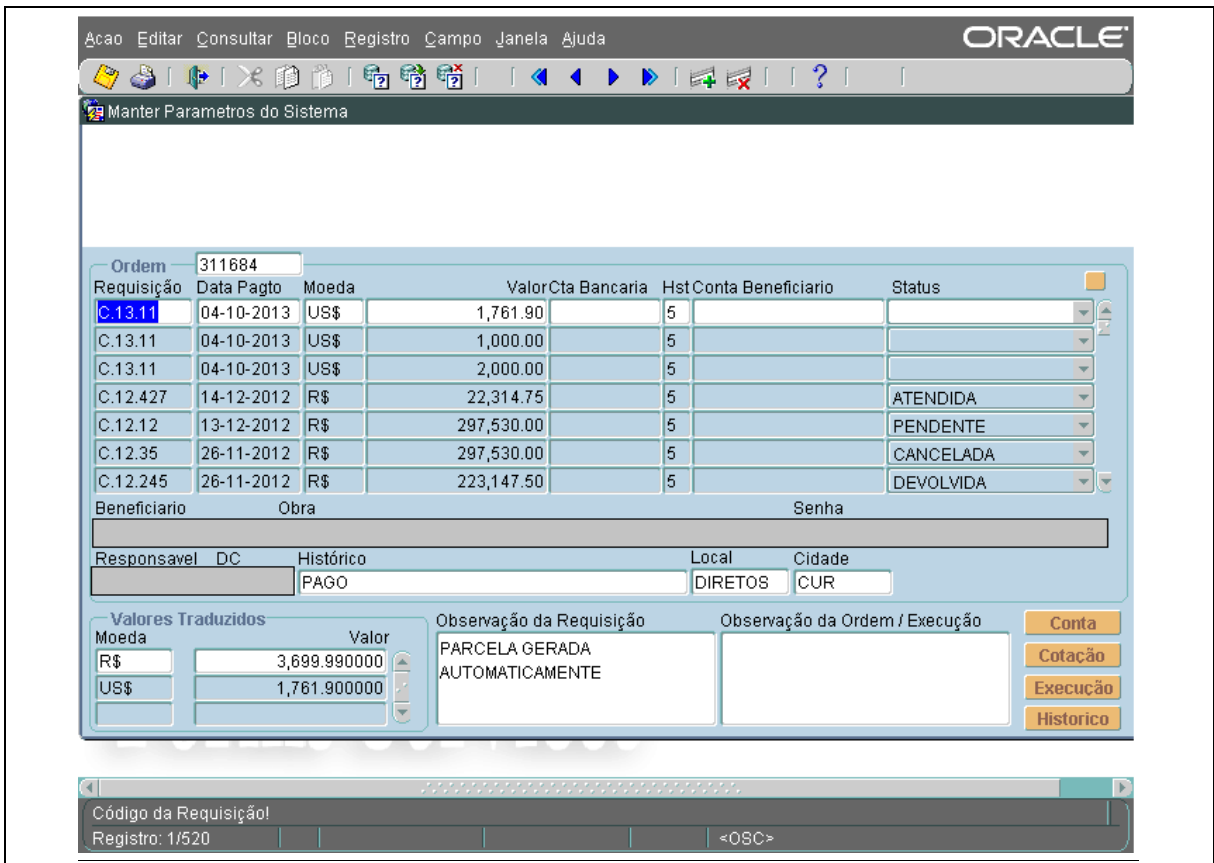 Acao Editar Consultar Bloco Registro Campo Janela Ajuda ORACLE
Manter Parametros do Sistema
Ordem 311684
Requisição Data Pagto Moeda Valor Cta Bancaria Hst Conta Beneficiario Status
C.13.11 04-10-2013 US$ 1,761.90 5
C.13.11 04-10-2013 US$ 1,000.00 5
C.13.11 04-10-2013 US$ 2,000.00 5
C.12.427 14-12-2012 R$ 22,314.75 5 ATENDIDA
C.12.12 13-12-2012 R$ 297,530.00 5 PENDENTE
C.12.35 26-11-2012 R$ 297,530.00 5 CANCELADA
C.12.245 26-11-2012 R$ 223,147.50 5 DEVOLVIDA
Beneficiario Obra Senha
Responsavel DC Histórico Local Cidade
PAGO DIRETOS CUR
Valores Traduzidos Observação da Requisição Observação da Ordem / Execução Conta
Moeda Valor
R$ 3,699.990000 PARCELA GERADA Cotação
US$ 1,761.900000 AUTOMATICAMENTE Execução
Historico
Código da Requisição!
Registro: 1/520 <OSC>